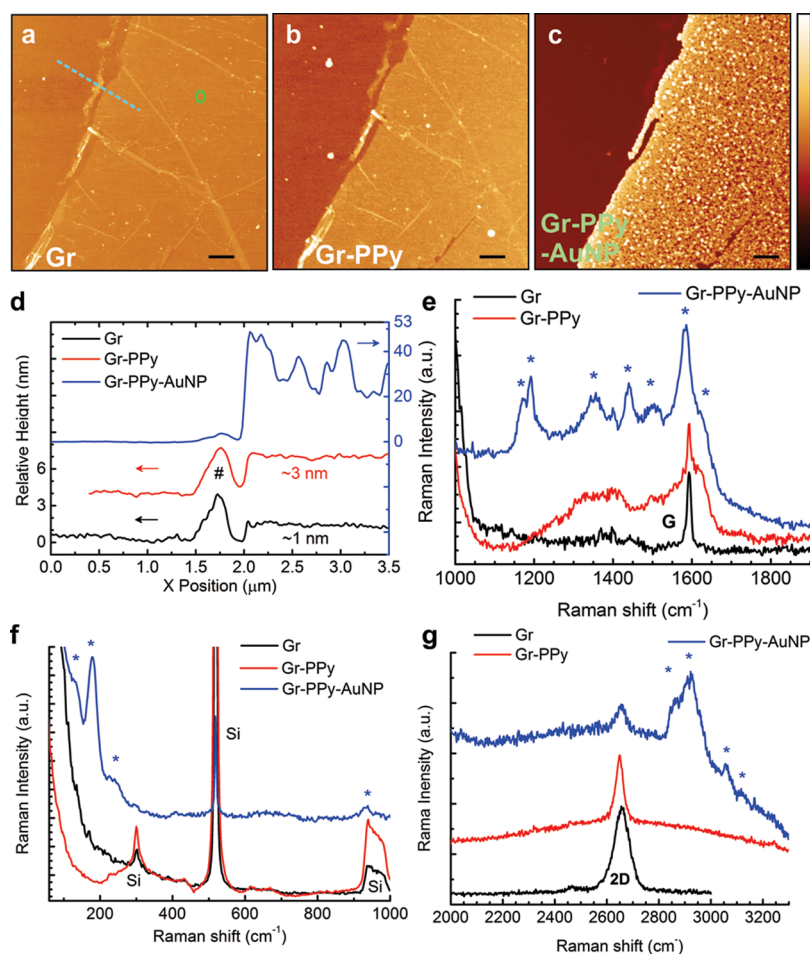 a
Gr
b
Gr-PPy
c
Gr-PPy
-AuNP
d
Gr
Gr-PPy
Gr-PPy-AuNP
53
40
20
0
Relative Height (nm)
6
3
0
#
~3 nm
~1 nm
0.0 0.5 1.0 1.5 2.0 2.5 3.0 3.5
X Position (μm)
e
Gr
Gr-PPy
Gr-PPy-AuNP
* * * * * * *
G
Raman Intensity (a.u.)
1000 1200 1400 1600 1800
Raman shift (cm-1)
f
Gr
Gr-PPy
Gr-PPy-AuNP
* * * *
Si
Si
Si
Raman Intensity (a.u.)
200 400 600 800 1000
Raman shift (cm-1)
g
Gr
Gr-PPy
Gr-PPy-AuNP
* * * *
2D
Rama Inensity (a.u.)
2000 2200 2400 2600 2800 3000 3200
Raman shift (cm-)